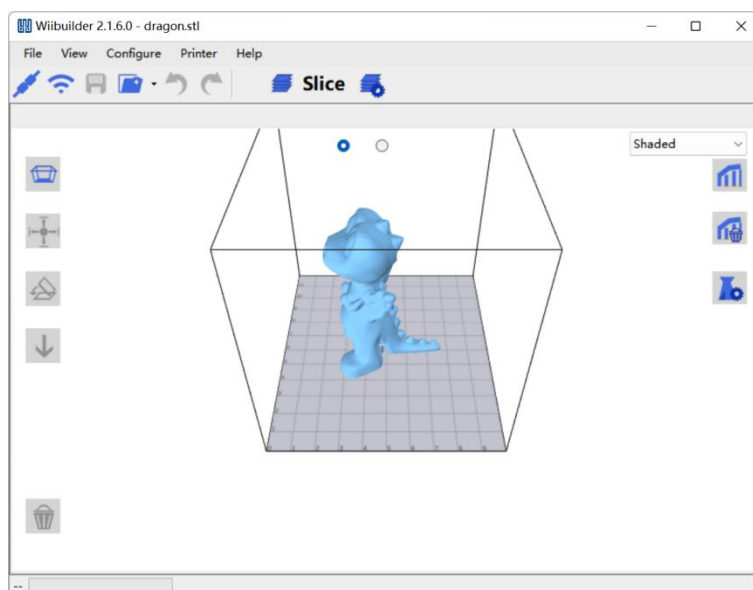 Wiibuilder 2.1.6.0 - dragon.stl
File View Configure Printer Help
Slice
Shaded
--